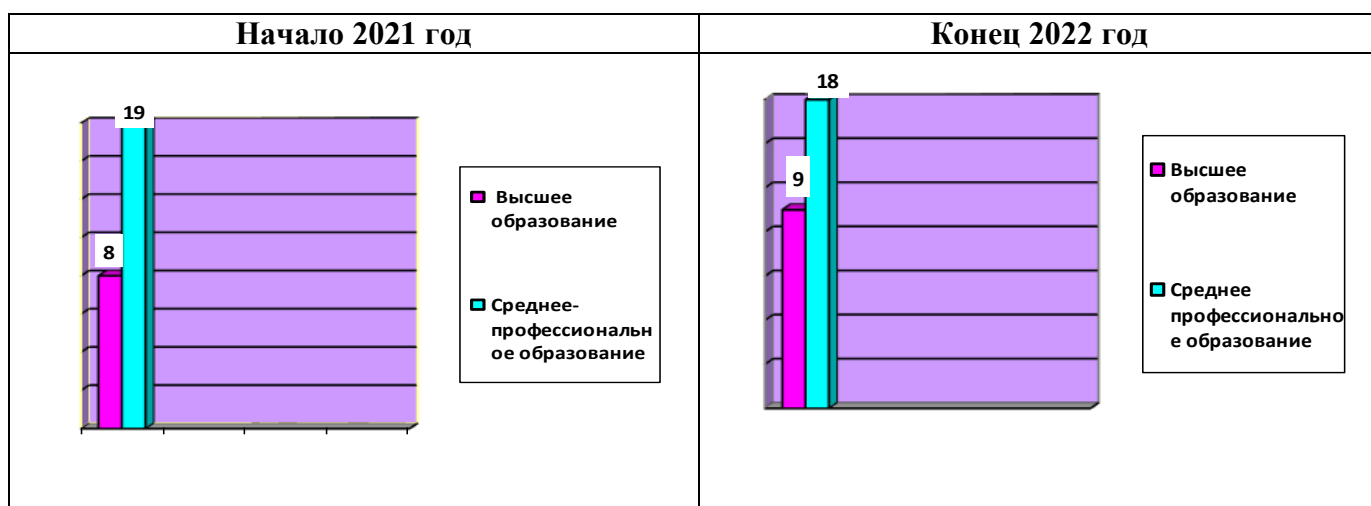 Начало 2021 год
Конец 2022 год
19
8
Высшее
образование
Среднее-
профессиональн
ое образование
18
9
Высшее
образование
Среднее
профессионально
е образование